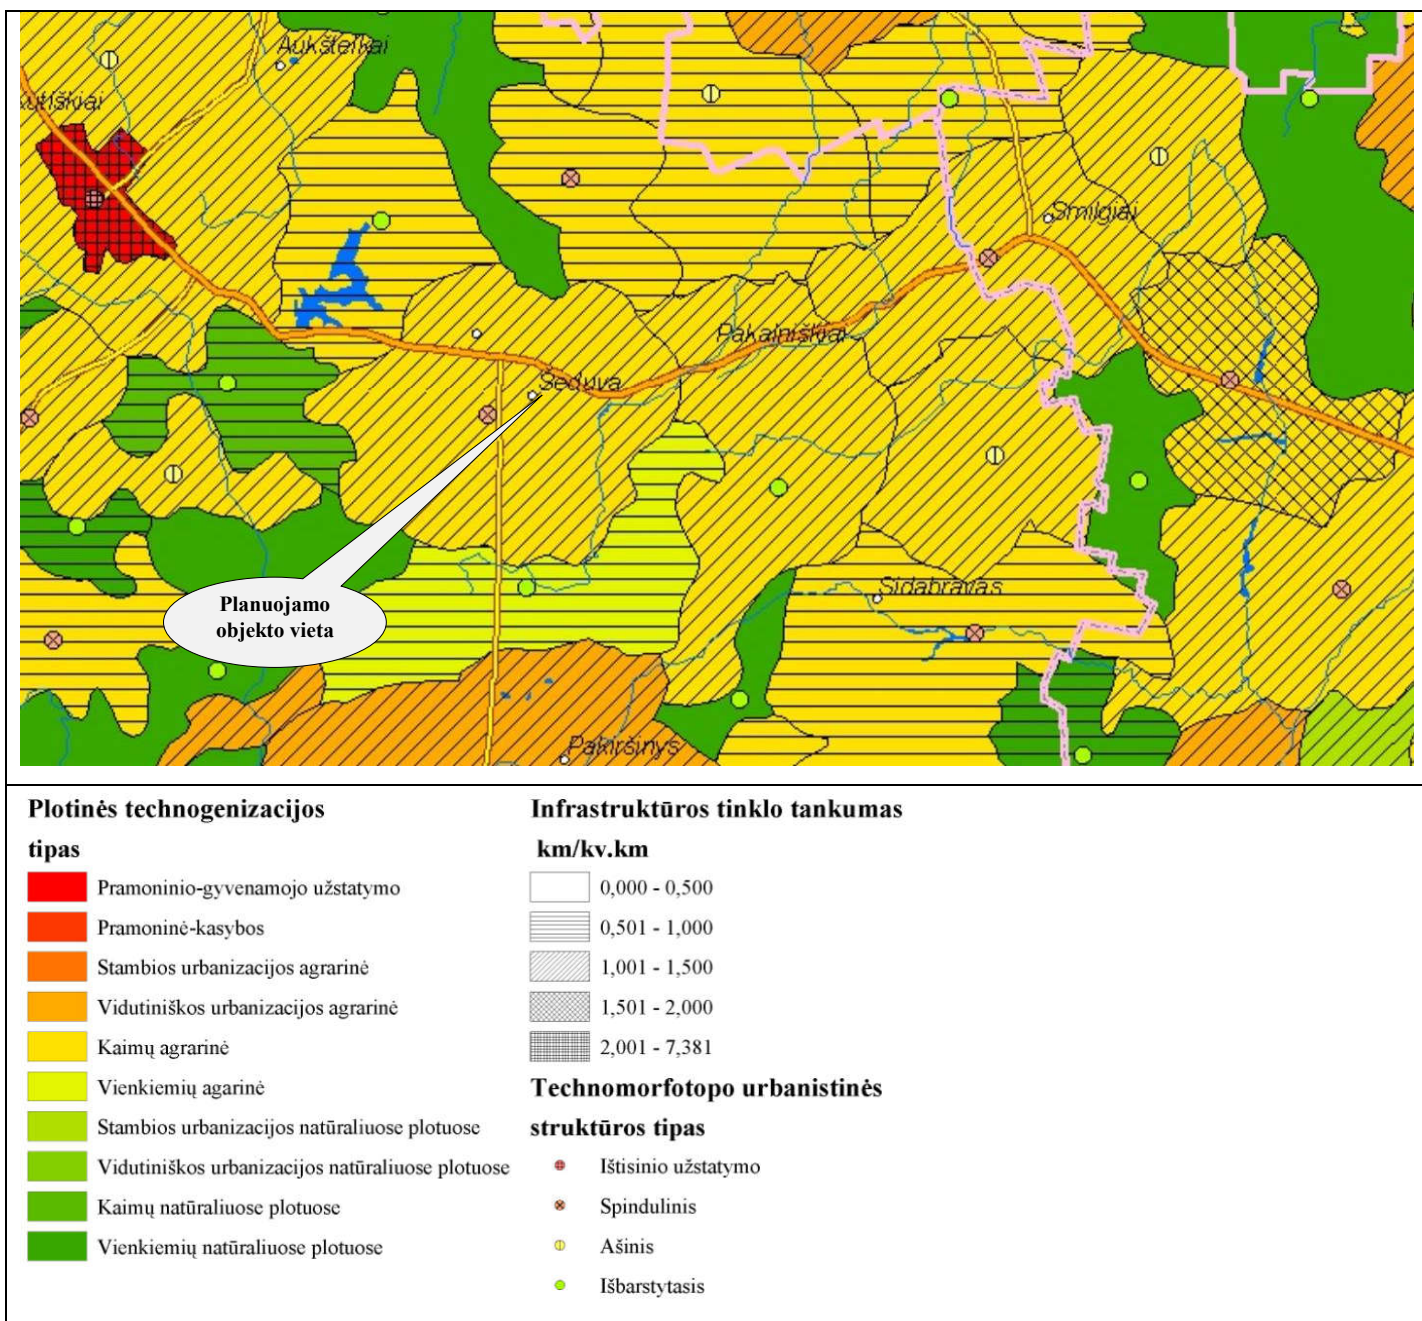 Aukštelkai
Smilgiai
Pakalniškiai
Šeduva
Sidabravas
Planuojamo
objekto vieta
Pakiršinys
Plotinės technogenizacijos
tipas
Pramoninio-gyvenamojo užstatymo
Pramoninė-kasybos
Stambios urbanizacijos agrarinė
Vidutiniškos urbanizacijos agrarinė
Kaimų agrarinė
Vienkiemių agarinė
Stambios urbanizacijos natūraliuose plotuose
Vidutiniškos urbanizacijos natūraliuose plotuose
Kaimų natūraliuose plotuose
Vienkiemių natūraliuose plotuose
Infrastruktūros tinklo tankumas
km/kv.km
0,000 - 0,500
0,501 - 1,000
1,001 - 1,500
1,501 - 2,000
2,001 - 7,381
Technomorfotopo urbanistinės
struktūros tipas
Ištisinio užstatymo
Spindulinis
Ašinis
Išbarstytasis